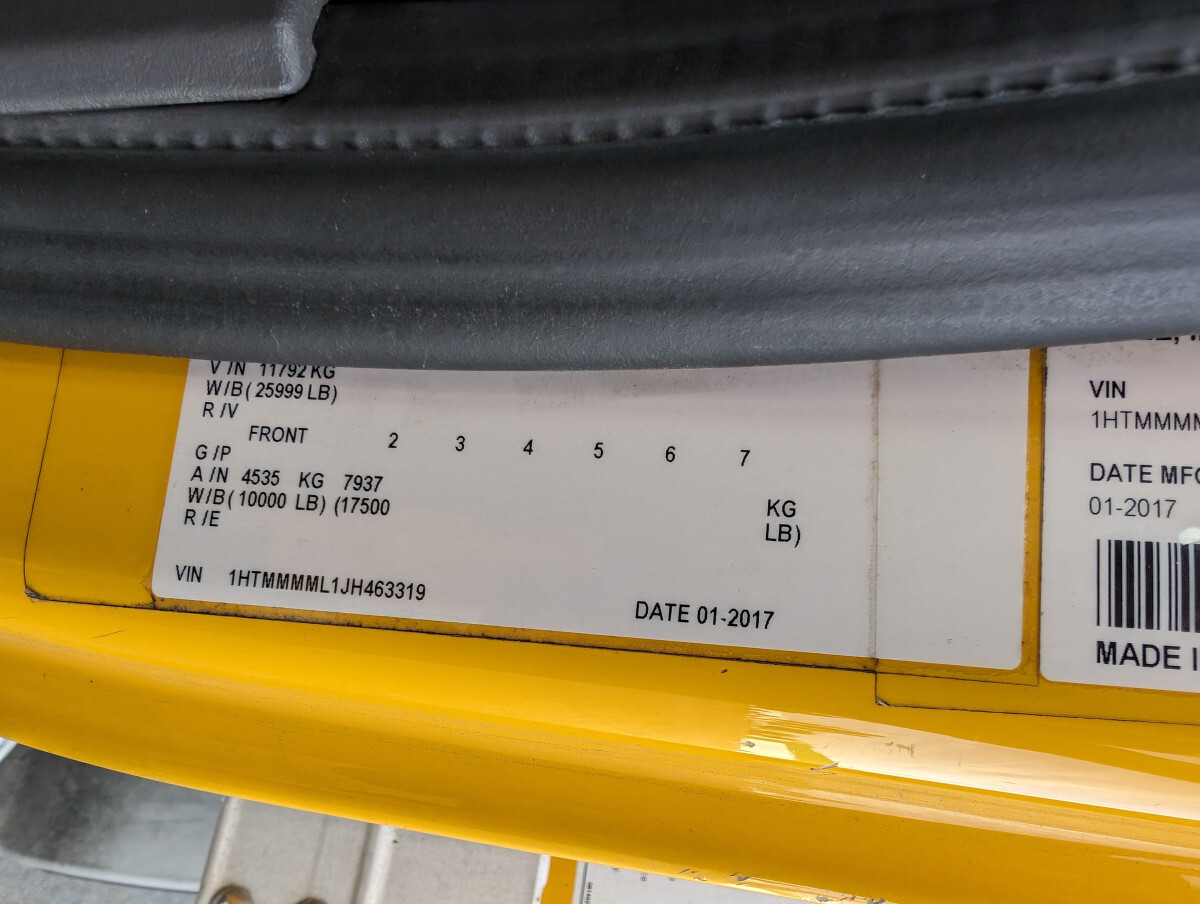 V/N 11792 KG
W/B( 25999 LB)
R/V
FRONT 2 3 4 5 6 7
G/P
A/N 4535 KG 7937 KG
W/B( 10000 LB) (17500 LB)
R/E
VIN 1HTMMMML1JH463319
DATE 01-2017
VIN
1HTMMMM
DATE MFG
01-2017
MADE I